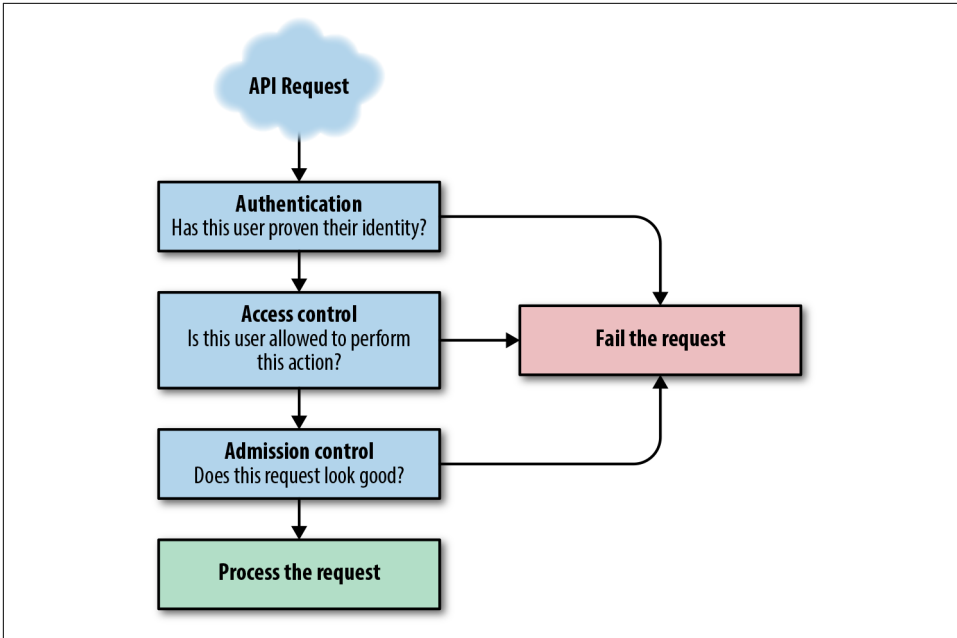 API Request
Authentication
Has this user proven their identity?
Access control
Is this user allowed to perform
this action?
Fail the request
Admission control
Does this request look good?
Process the request